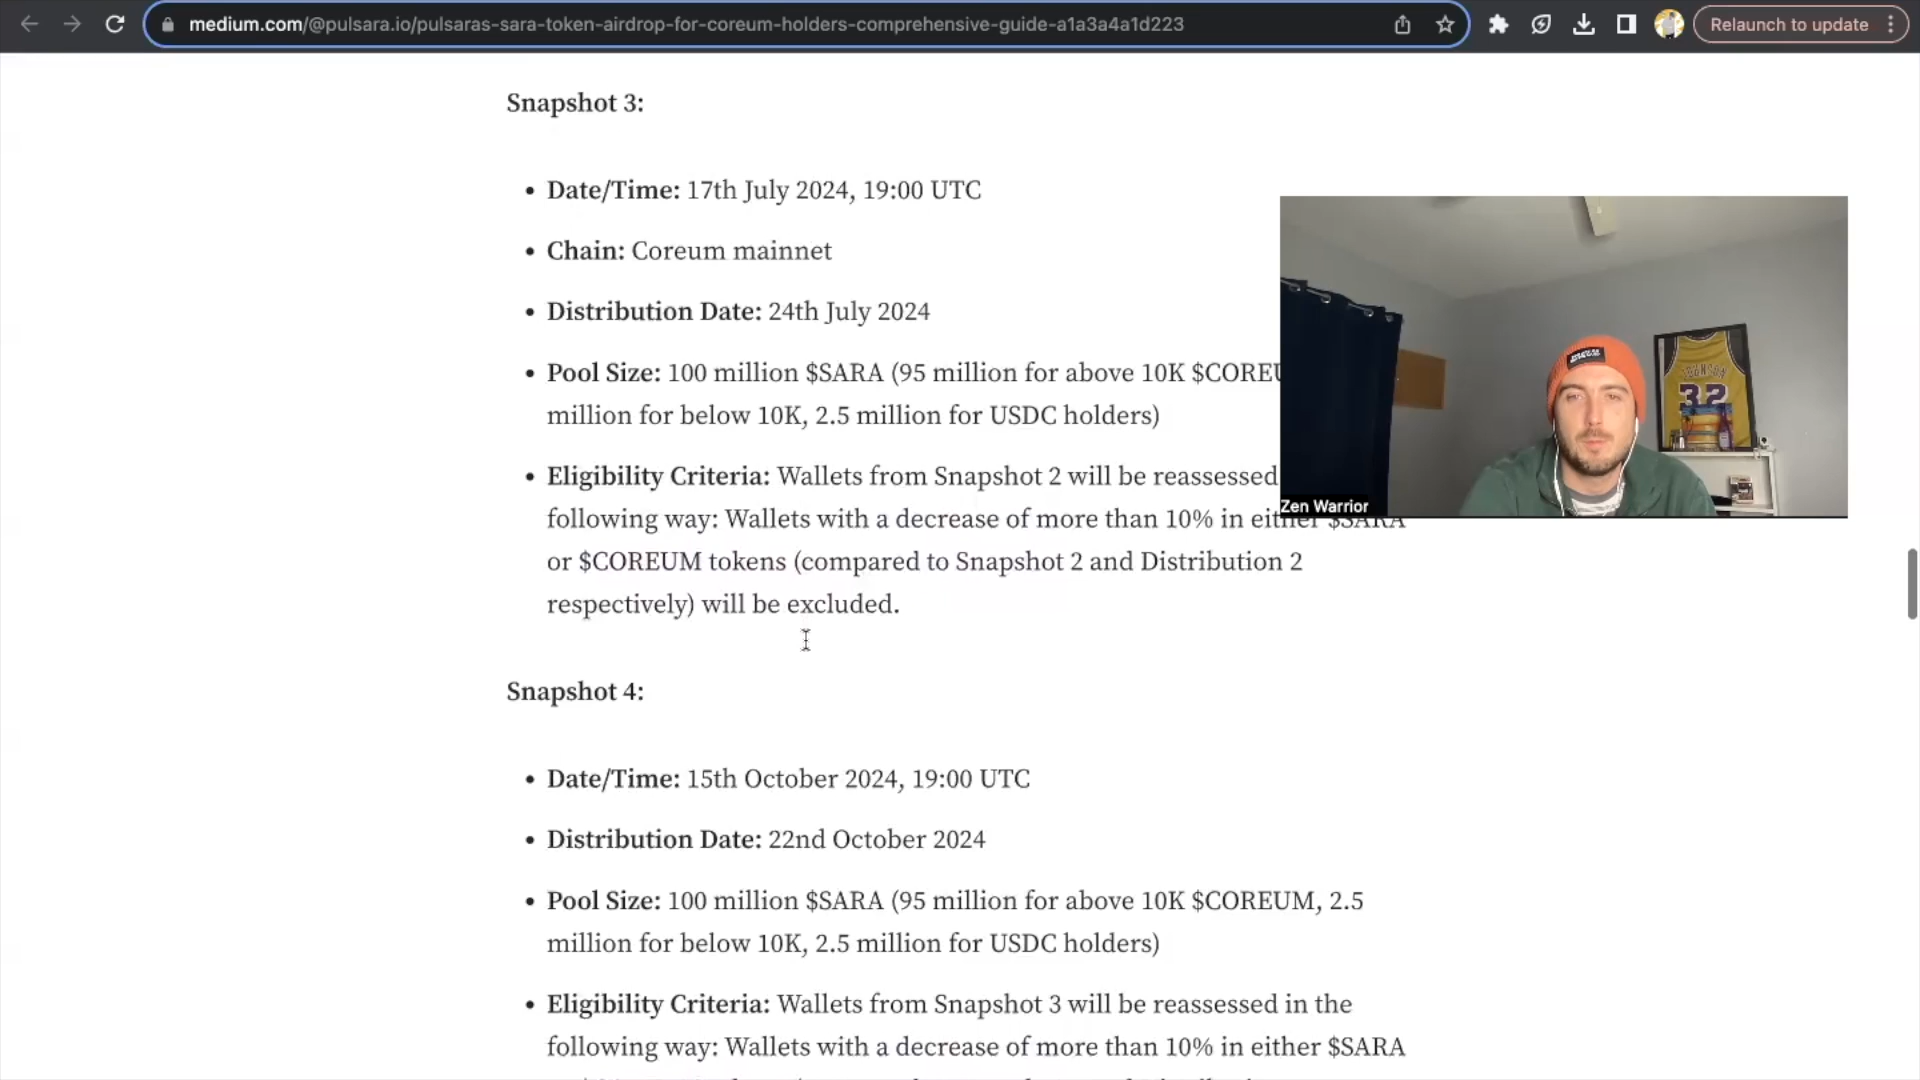 medium.com/@pulsara.io/pulsaras-sara-token-airdrop-for-coreum-holders-comprehensive-guide-a1a3a4a1d223
Relaunch to update
Snapshot 3:
• Date/Time: 17th July 2024, 19:00 UTC
• Chain: Coreum mainnet
• Distribution Date: 24th July 2024
• Pool Size: 100 million $SARA (95 million for above 10K $COREU
million for below 10K, 2.5 million for USDC holders)
• Eligibility Criteria: Wallets from Snapshot 2 will be reassessed
following way: Wallets with a decrease of more than 10% in either $SARA
or $COREUM tokens (compared to Snapshot 2 and Distribution 2
respectively) will be excluded.
JOHNSON
32
Zen Warrior
Snapshot 4:
• Date/Time: 15th October 2024, 19:00 UTC
• Distribution Date: 22nd October 2024
• Pool Size: 100 million $SARA (95 million for above 10K $COREUM, 2.5
million for below 10K, 2.5 million for USDC holders)
• Eligibility Criteria: Wallets from Snapshot 3 will be reassessed in the
following way: Wallets with a decrease of more than 10% in either $SARA